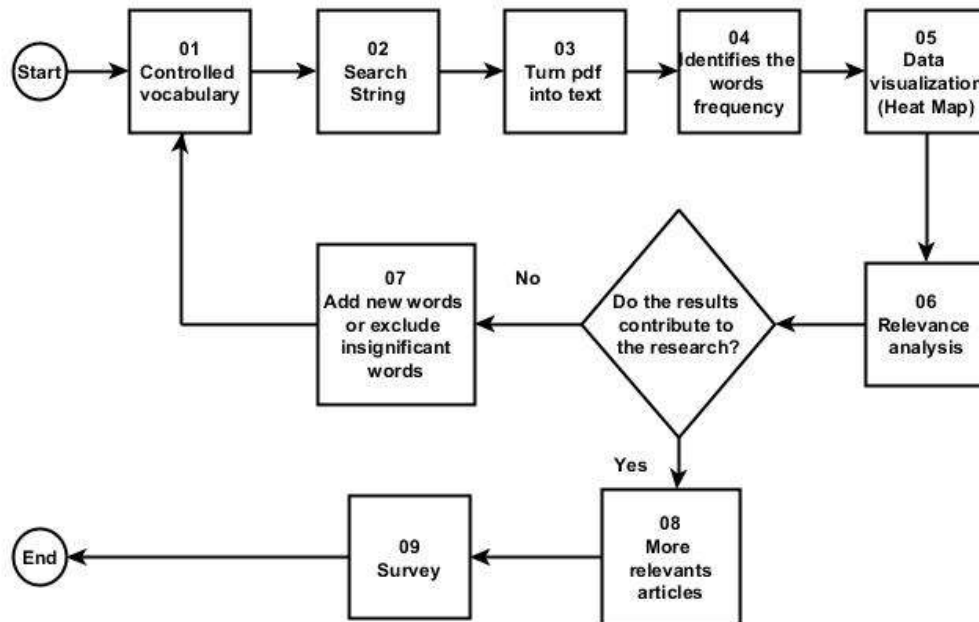 Start
01
Controlled
vocabulary
02
Search
String
03
Turn pdf
into text
04
Identifies the
words
frequency
05
Data
visualization
(Heat Map)
06
Relevance
analysis
Do the results
contribute to
the research?
No
07
Add new words
or exclude
insignificant
words
Yes
08
More
relevants
articles
09
Survey
End